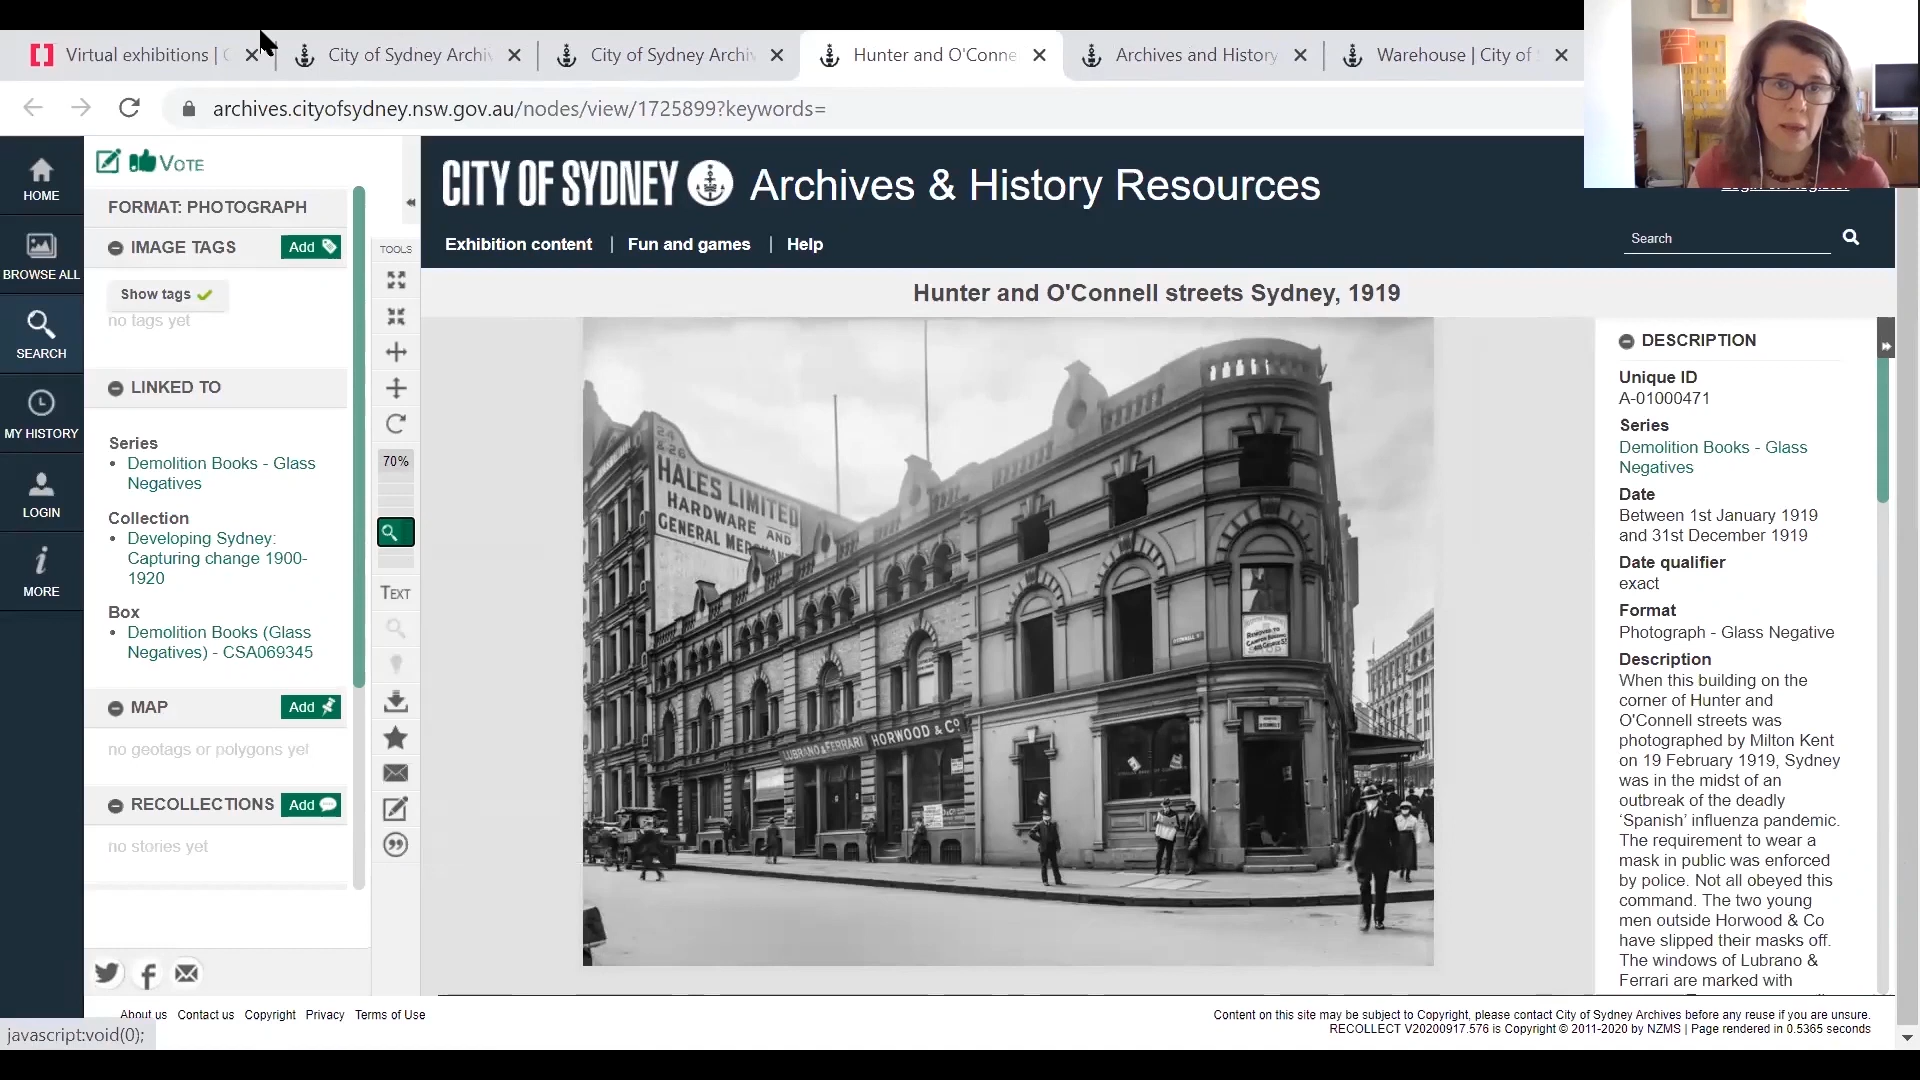 Virtual exhibitions |
City of Sydney Archiv
City of Sydney Archiv
Hunter and O'Conne
Archives and History
Warehouse | City of
archives.cityofsydney.nsw.gov.au/nodes/view/1725899?keywords=
HOME
BROWSE ALL
SEARCH
MY HISTORY
LOGIN
MORE
VOTE
FORMAT: PHOTOGRAPH
IMAGE TAGS Add
Show tags
no tags yet
LINKED TO
Series
• Demolition Books - Glass
Negatives
Collection
• Developing Sydney:
Capturing change 1900-
1920
Box
• Demolition Books (Glass
Negatives) - CSA069345
MAP Add
no geotags or polygons yet
RECOLLECTIONS Add
no stories yet
TOOLS
70%
TEXT
CITY OF SYDNEY Archives & History Resources
Exhibition content | Fun and games | Help
Search
Hunter and O'Connell streets Sydney, 1919
24
& 26
HALES LIMITED
HARDWARE AND
GENERAL
LUBRANO & FERRARI
HORWOOD & CO
REMOVED TO
DESCRIPTION
Unique ID
A-01000471
Series
Demolition Books - Glass
Negatives
Date
Between 1st January 1919
and 31st December 1919
Date qualifier
exact
Format
Photograph - Glass Negative
Description
When this building on the
corner of Hunter and
O'Connell streets was
photographed by Milton Kent
on 19 February 1919, Sydney
was in the midst of an
outbreak of the deadly
‘Spanish’ influenza pandemic.
The requirement to wear a
mask in public was enforced
by police. Not all obeyed this
command. The two young
men outside Horwood & Co
have slipped their masks off.
The windows of Lubrano &
Ferrari are marked with
About us Contact us Copyright Privacy Terms of Use
Content on this site may be subject to Copyright, please contact City of Sydney Archives before any reuse if you are unsure.
RECOLLECT V20200917.576 is Copyright © 2011-2020 by NZMS | Page rendered in 0.5365 seconds
javascript:void(0);